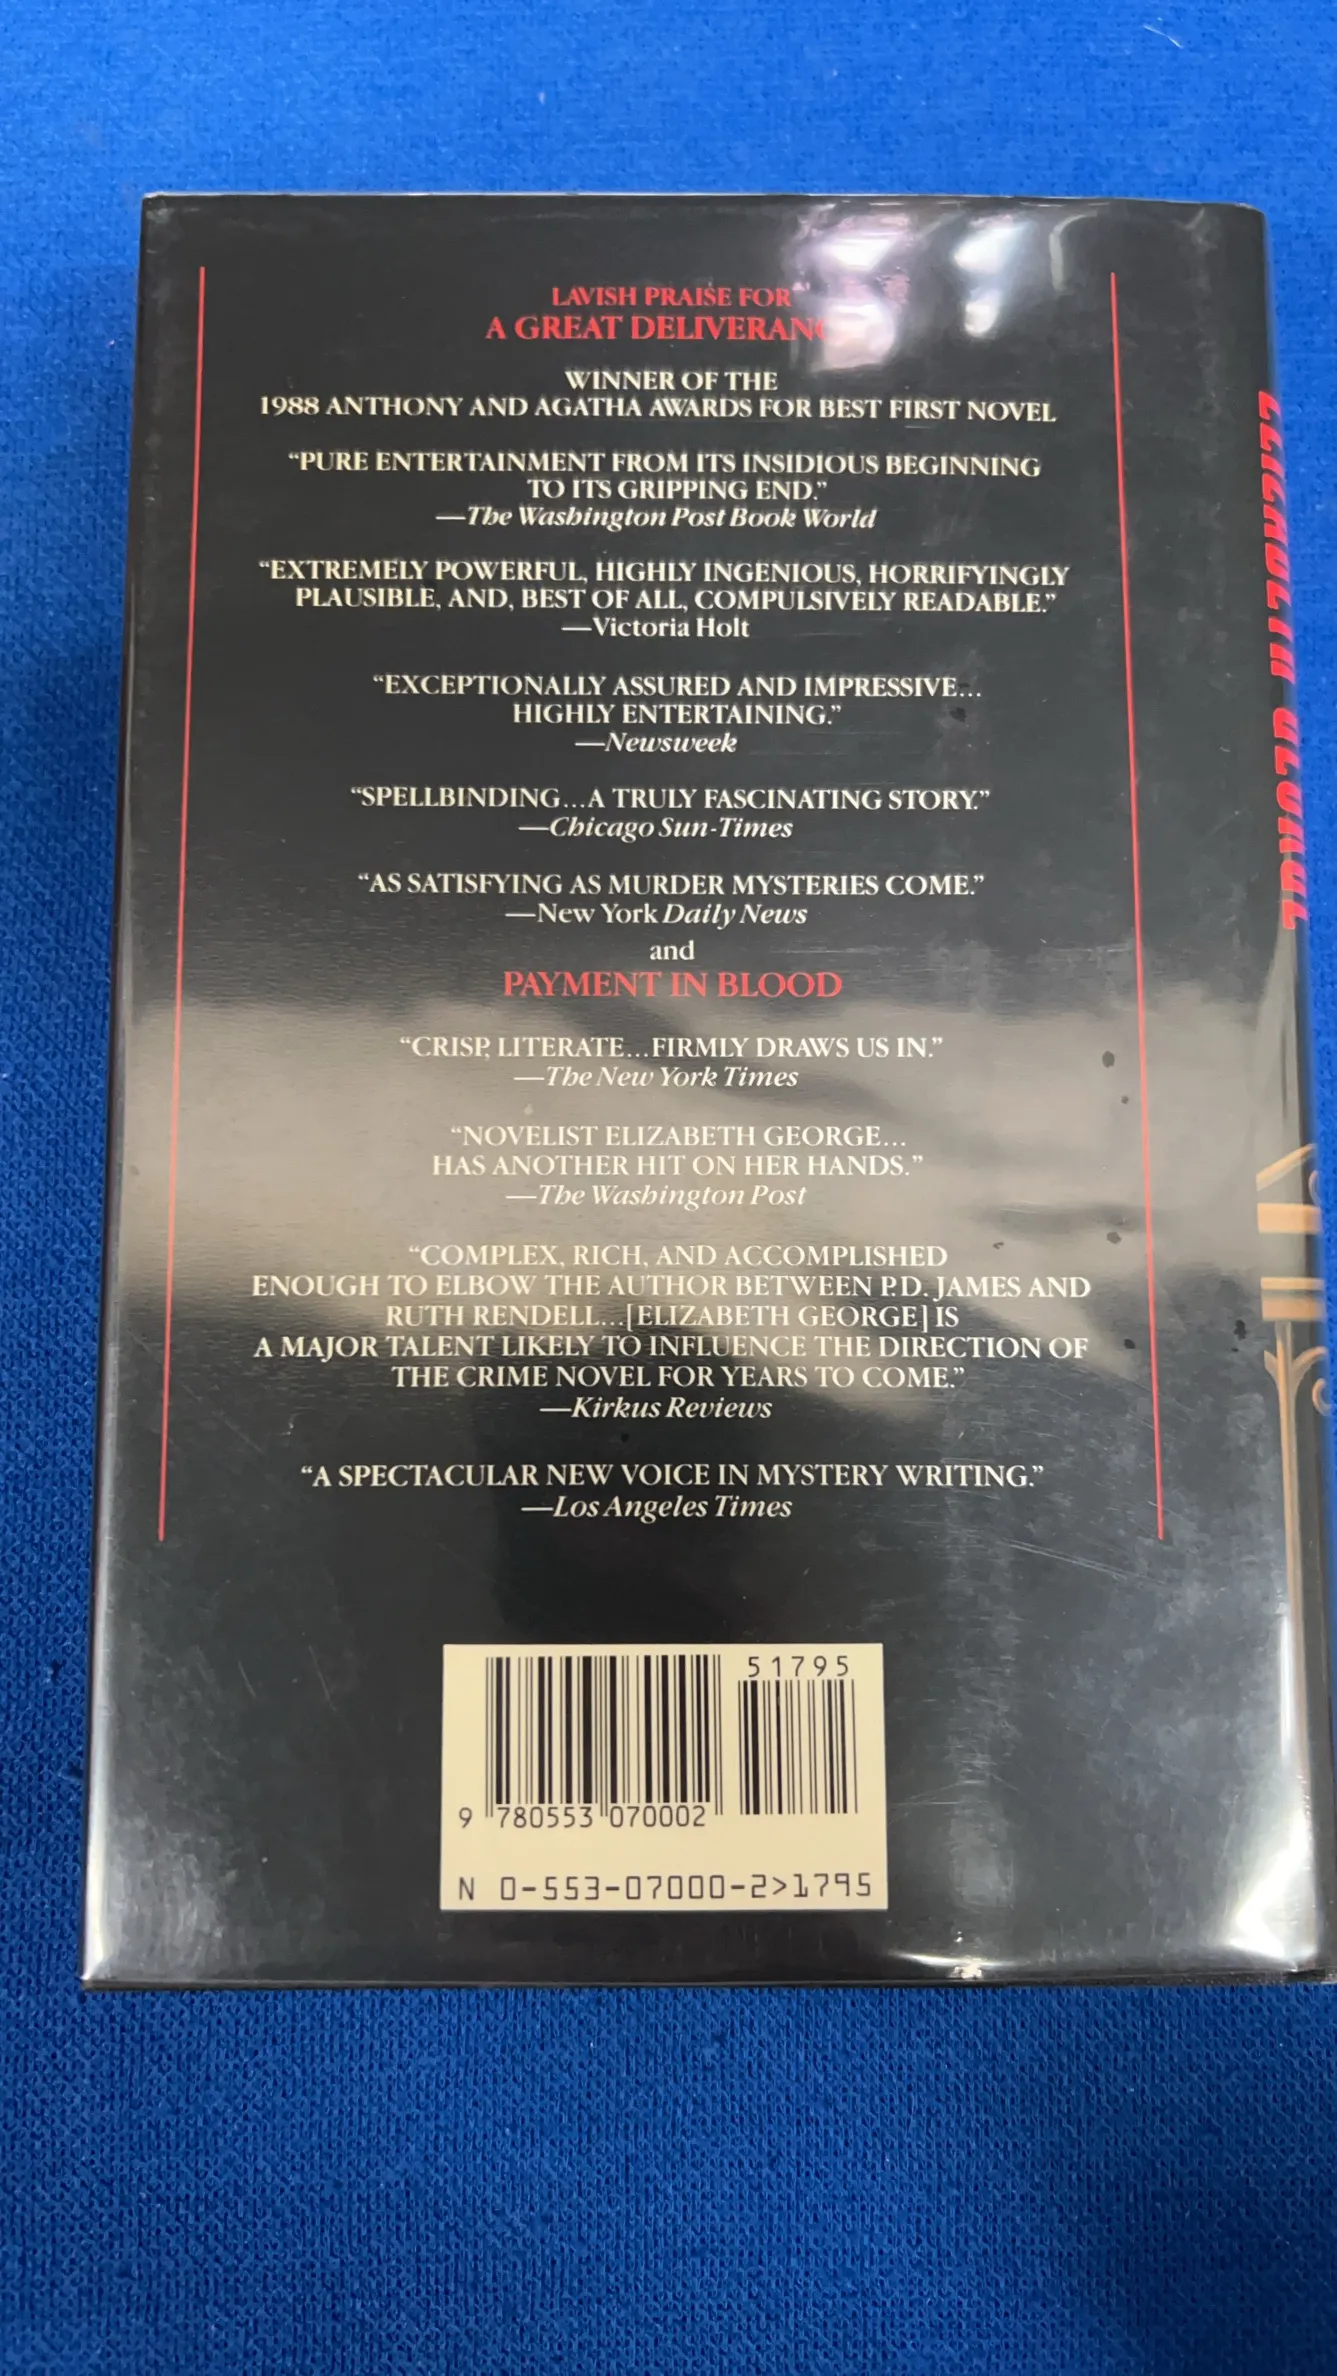 LAVISH PRAISE FOR
A GREAT
WINNER OF THE
1988 ANTHONY AND AGATHA AWARDS FOR BEST FIRST NOVEL
“PURE ENTERTAINMENT FROM ITS INSIDIOUS BEGINNING
TO ITS GRIPPING END.”
—The Washington Post Book World
“EXTREMELY POWERFUL, HIGHLY INGENIOUS, HORRIFYINGLY
PLAUSIBLE, AND, BEST OF ALL, COMPULSIVELY READABLE.”
—Victoria Holt
“EXCEPTIONALLY ASSURED AND IMPRESSIVE...
HIGHLY ENTERTAINING.”
—Newsweek
“SPELLBINDING...A TRULY FASCINATING STORY.”
—Chicago Sun-Times
“AS SATISFYING AS MURDER MYSTERIES COME.”
—New York Daily News
and
PAYMENT IN BLOOD
“CRISP, LITERATE...FIRMLY DRAWS US IN.”
—The New York Times
“NOVELIST ELIZABETH GEORGE...
HAS ANOTHER HIT ON HER HANDS.”
—The Washington Post
“COMPLEX, RICH, AND ACCOMPLISHED
ENOUGH TO ELBOW THE AUTHOR BETWEEN P.D. JAMES AND
RUTH RENDELL...[ELIZABETH GEORGE] IS
A MAJOR TALENT LIKELY TO INFLUENCE THE DIRECTION OF
THE CRIME NOVEL FOR YEARS TO COME.”
—Kirkus Reviews
“A SPECTACULAR NEW VOICE IN MYSTERY WRITING.”
—Los Angeles Times
51795
9 780553 070002
N 0-553-07000-2>1795